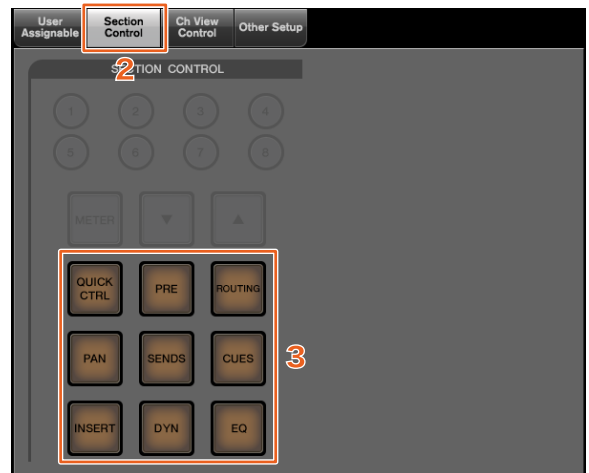 User Assignable
Section Control
Ch View Control
Other Setup
2
SECTION CONTROL
1 2 3 4
5 6 7 8
METER ▼ ▲
QUICK CTRL PRE ROUTING
PAN SENDS CUES
3
INSERT DYN EQ